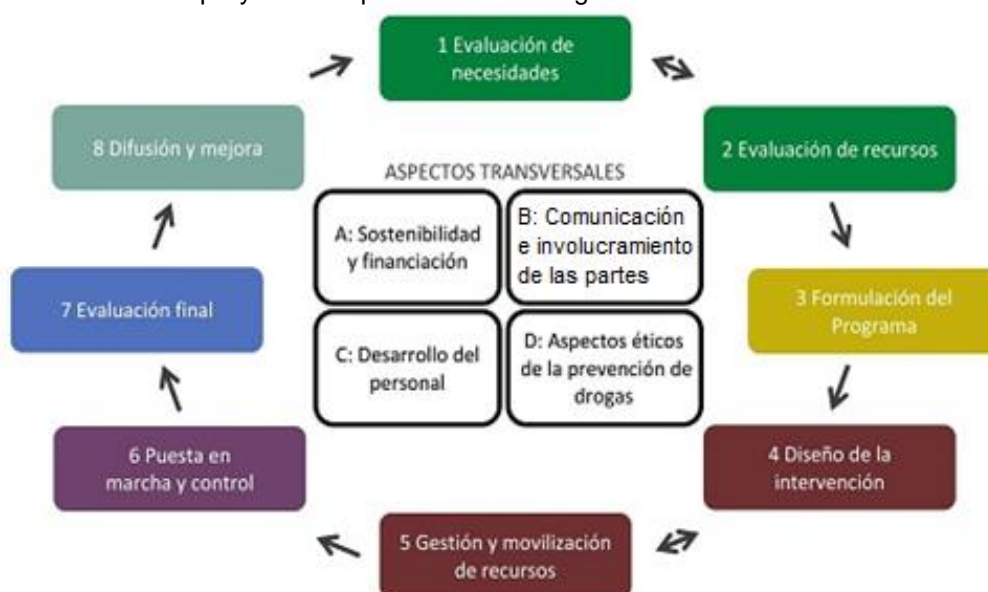 1 Evaluación de
necesidades
2 Evaluación de recursos
3 Formulación del
Programa
4 Diseño de la
intervención
5 Gestión y movilización
de recursos
6 Puesta en
marcha y control
7 Evaluación final
8 Difusión y mejora
ASPECTOS TRANSVERSALES
A: Sostenibilidad
y financiación
B: Comunicación
e involucramiento
de las partes
C: Desarrollo del
personal
D: Aspectos éticos
de la prevención de
drogas